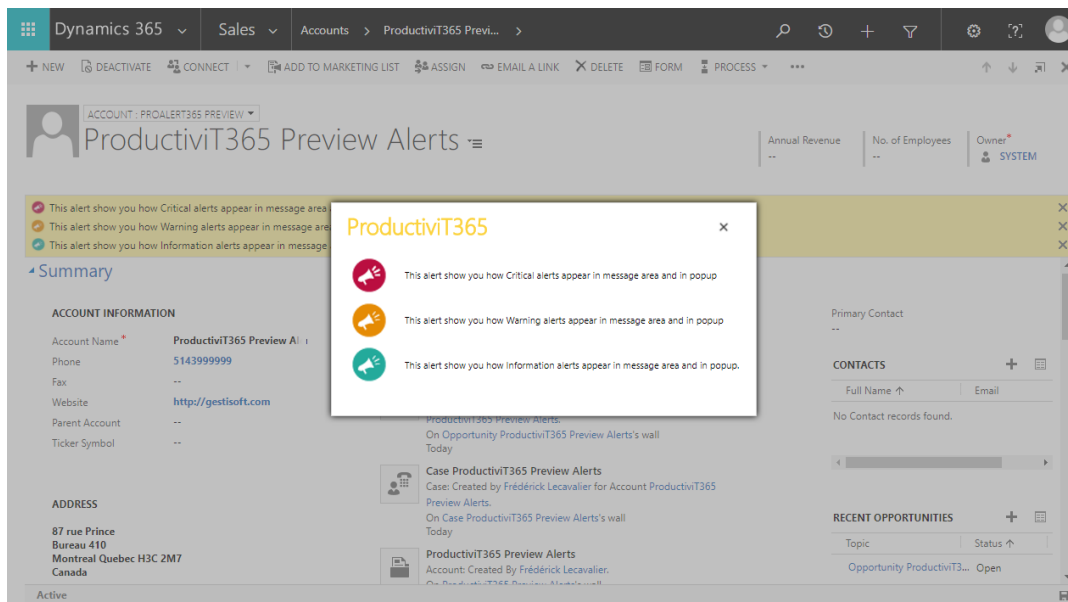 Dynamics 365 Sales Accounts > ProductiviT365 Previ... > [?]
NEW DEACTIVATE CONNECT ADD TO MARKETING LIST ASSIGN EMAIL A LINK DELETE FORM PROCESS ...
ACCOUNT : PROALERT365 PREVIEW
ProductiviT365 Preview Alerts
Annual Revenue
--
No. of Employees
--
Owner*
SYSTEM
This alert show you how Critical alerts appear in message area
This alert show you how Warning alerts appear in message
This alert show you how Information alerts appear in message
ProductiviT365
This alert show you how Critical alerts appear in message area and in popup
This alert show you how Warning alerts appear in message area and in popup
This alert show you how Information alerts appear in message area and in popup.
Summary
ACCOUNT INFORMATION
Account Name* ProductiviT365 Preview
Phone 5143999999
Fax --
Website http://gestisoft.com
Parent Account --
Ticker Symbol --
ADDRESS
87 rue Prince
Bureau 410
Montreal Quebec H3C 2M7
Canada
ProductiviT365 Preview Alerts.
On Opportunity ProductiviT365 Preview Alerts's wall
Today
Case ProductiviT365 Preview Alerts
Case: Created by Frédérick Lecavalier for Account ProductiviT365
Preview Alerts.
On Case ProductiviT365 Preview Alerts's wall
Today
ProductiviT365 Preview Alerts
Account: Created By Frédérick Lecavalier.
On ProductiviT365 Preview Alerts's wall
Primary Contact
--
CONTACTS
Full Name ↑ Email
No Contact records found.
RECENT OPPORTUNITIES
Topic Status ↑
Opportunity ProductiviT3... Open
Active